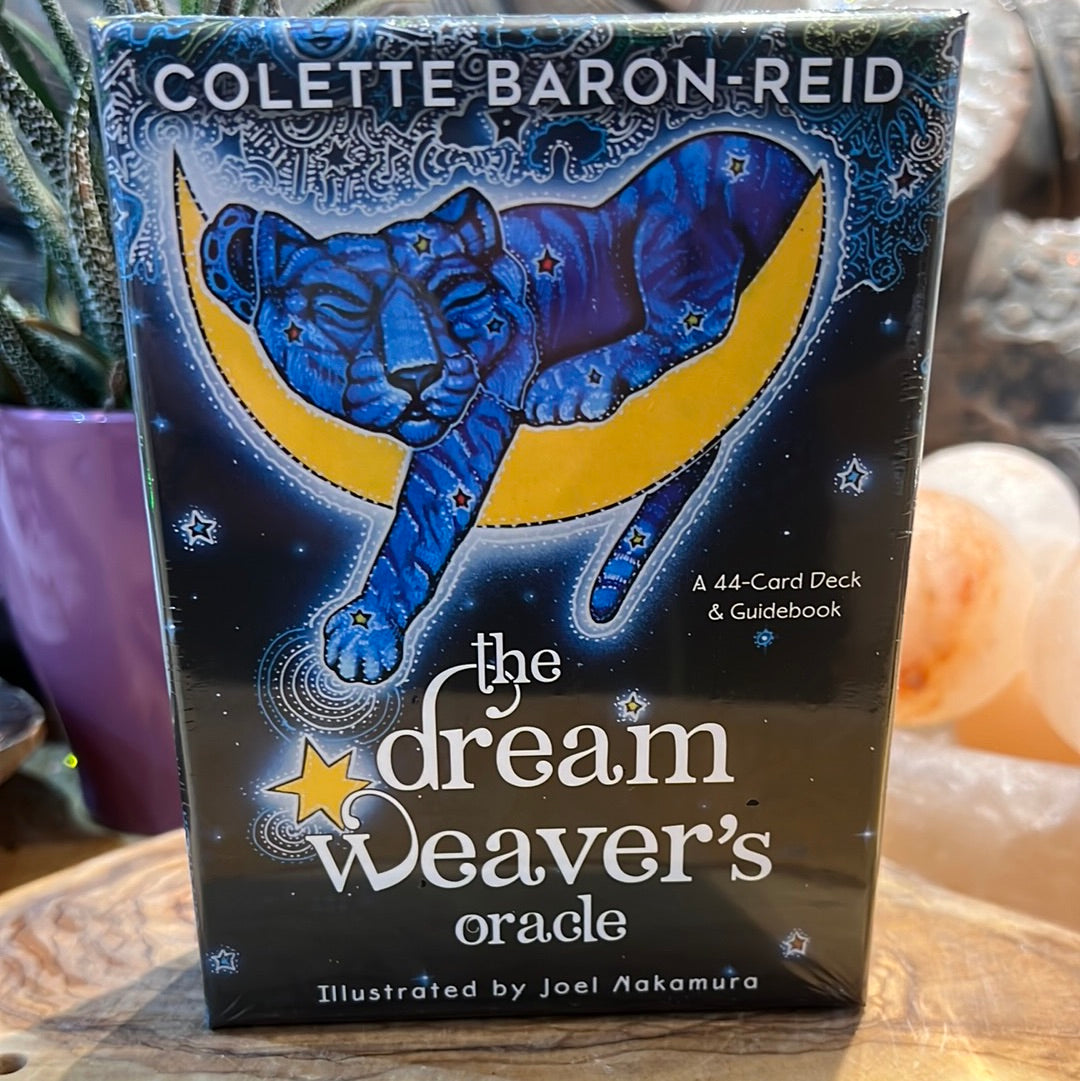 COLETTE BARON-REID
A 44-Card Deck
& Guidebook
the
dream
weaver's
oracle
Illustrated by Joel Nakamura